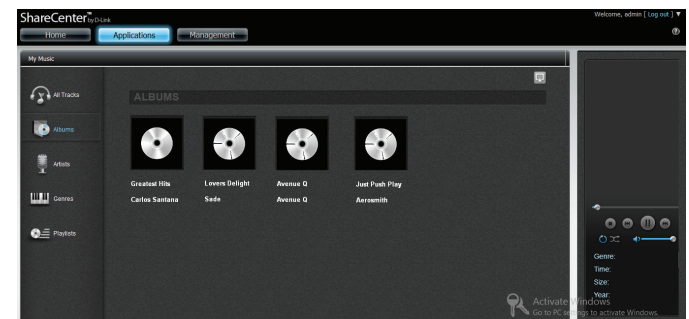 ShareCenter by D-Link
Welcome, admin [ Log out ] ▼
Home Applications Management
My Music
All Tracks
Albums
Artists
Genres
Playlists
ALBUMS
Greatest Hits Lovers Delight Avenue Q Just Push Play
Carlos Santana Sade Avenue Q Aerosmith
Genre:
Time:
Size:
Year:
Activate Windows
Go to PC settings to activate Windows.